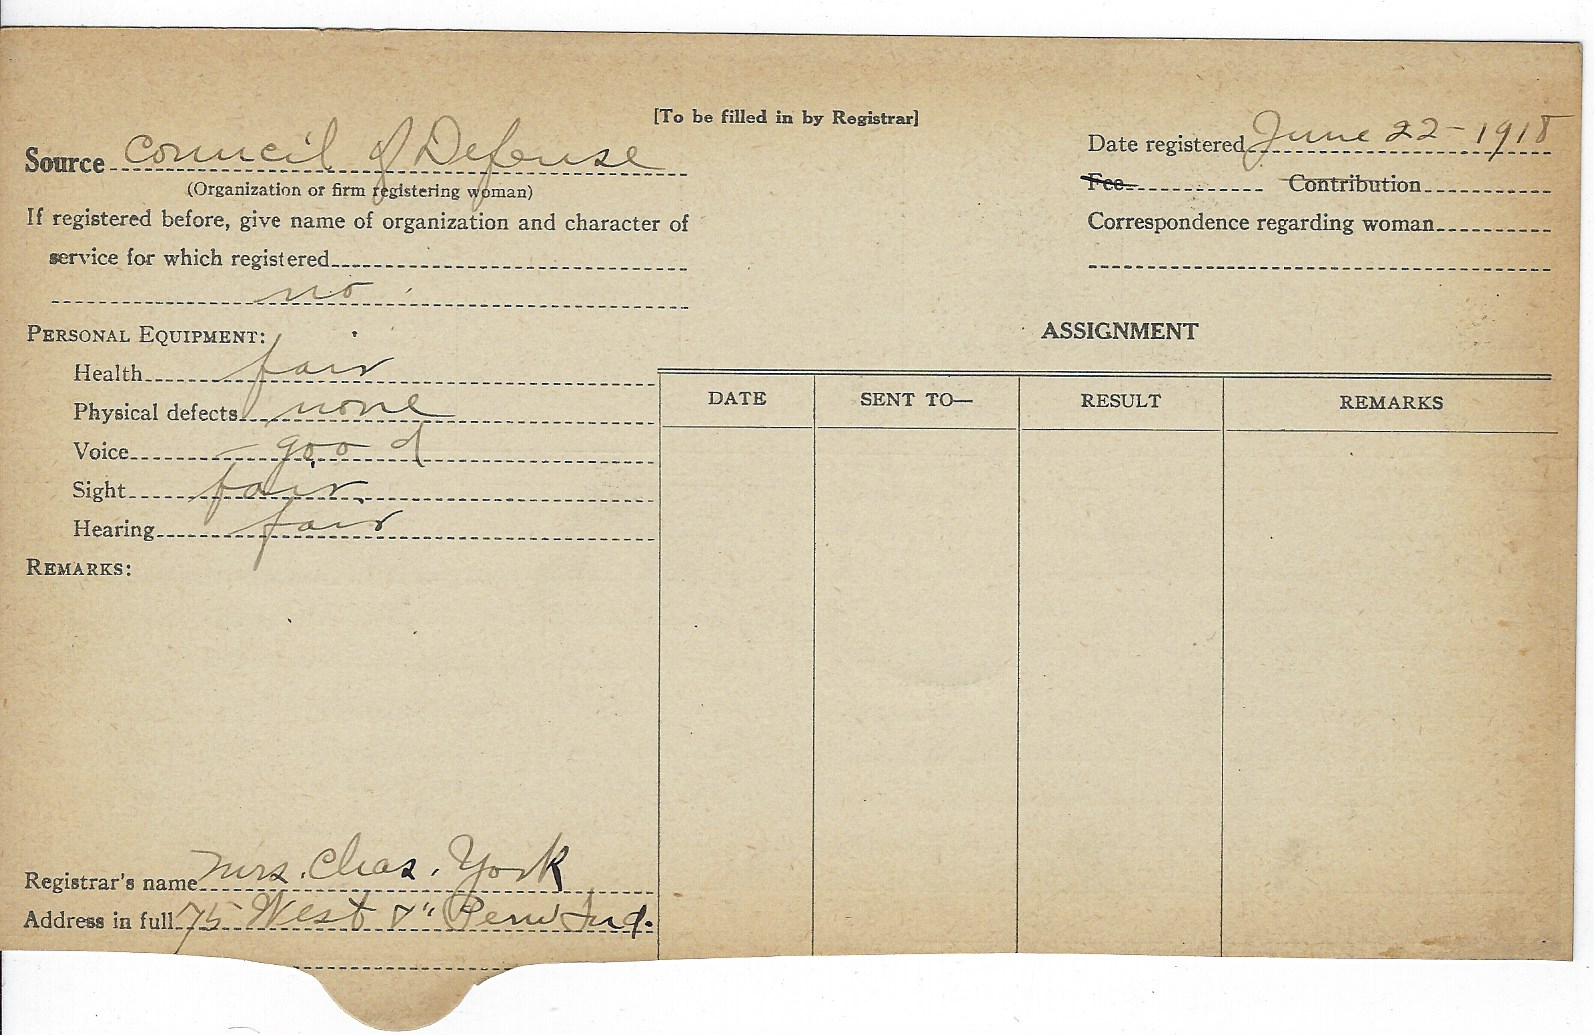 [To be filled in by Registrar]
Source Council of Defense
(Organization or firm registering woman)
If registered before, give name of organization and character of
service for which registered
no
PERSONAL EQUIPMENT:
Health fair
Physical defects none
Voice good
Sight fair
Hearing fair
REMARKS:
Registrar's name Mrs. Chas. York
Address in full 75 West 7" Peru Ind.
Date registered June 22-1918
Fee Contribution
Correspondence regarding woman
ASSIGNMENT
DATE SENT TO— RESULT REMARKS